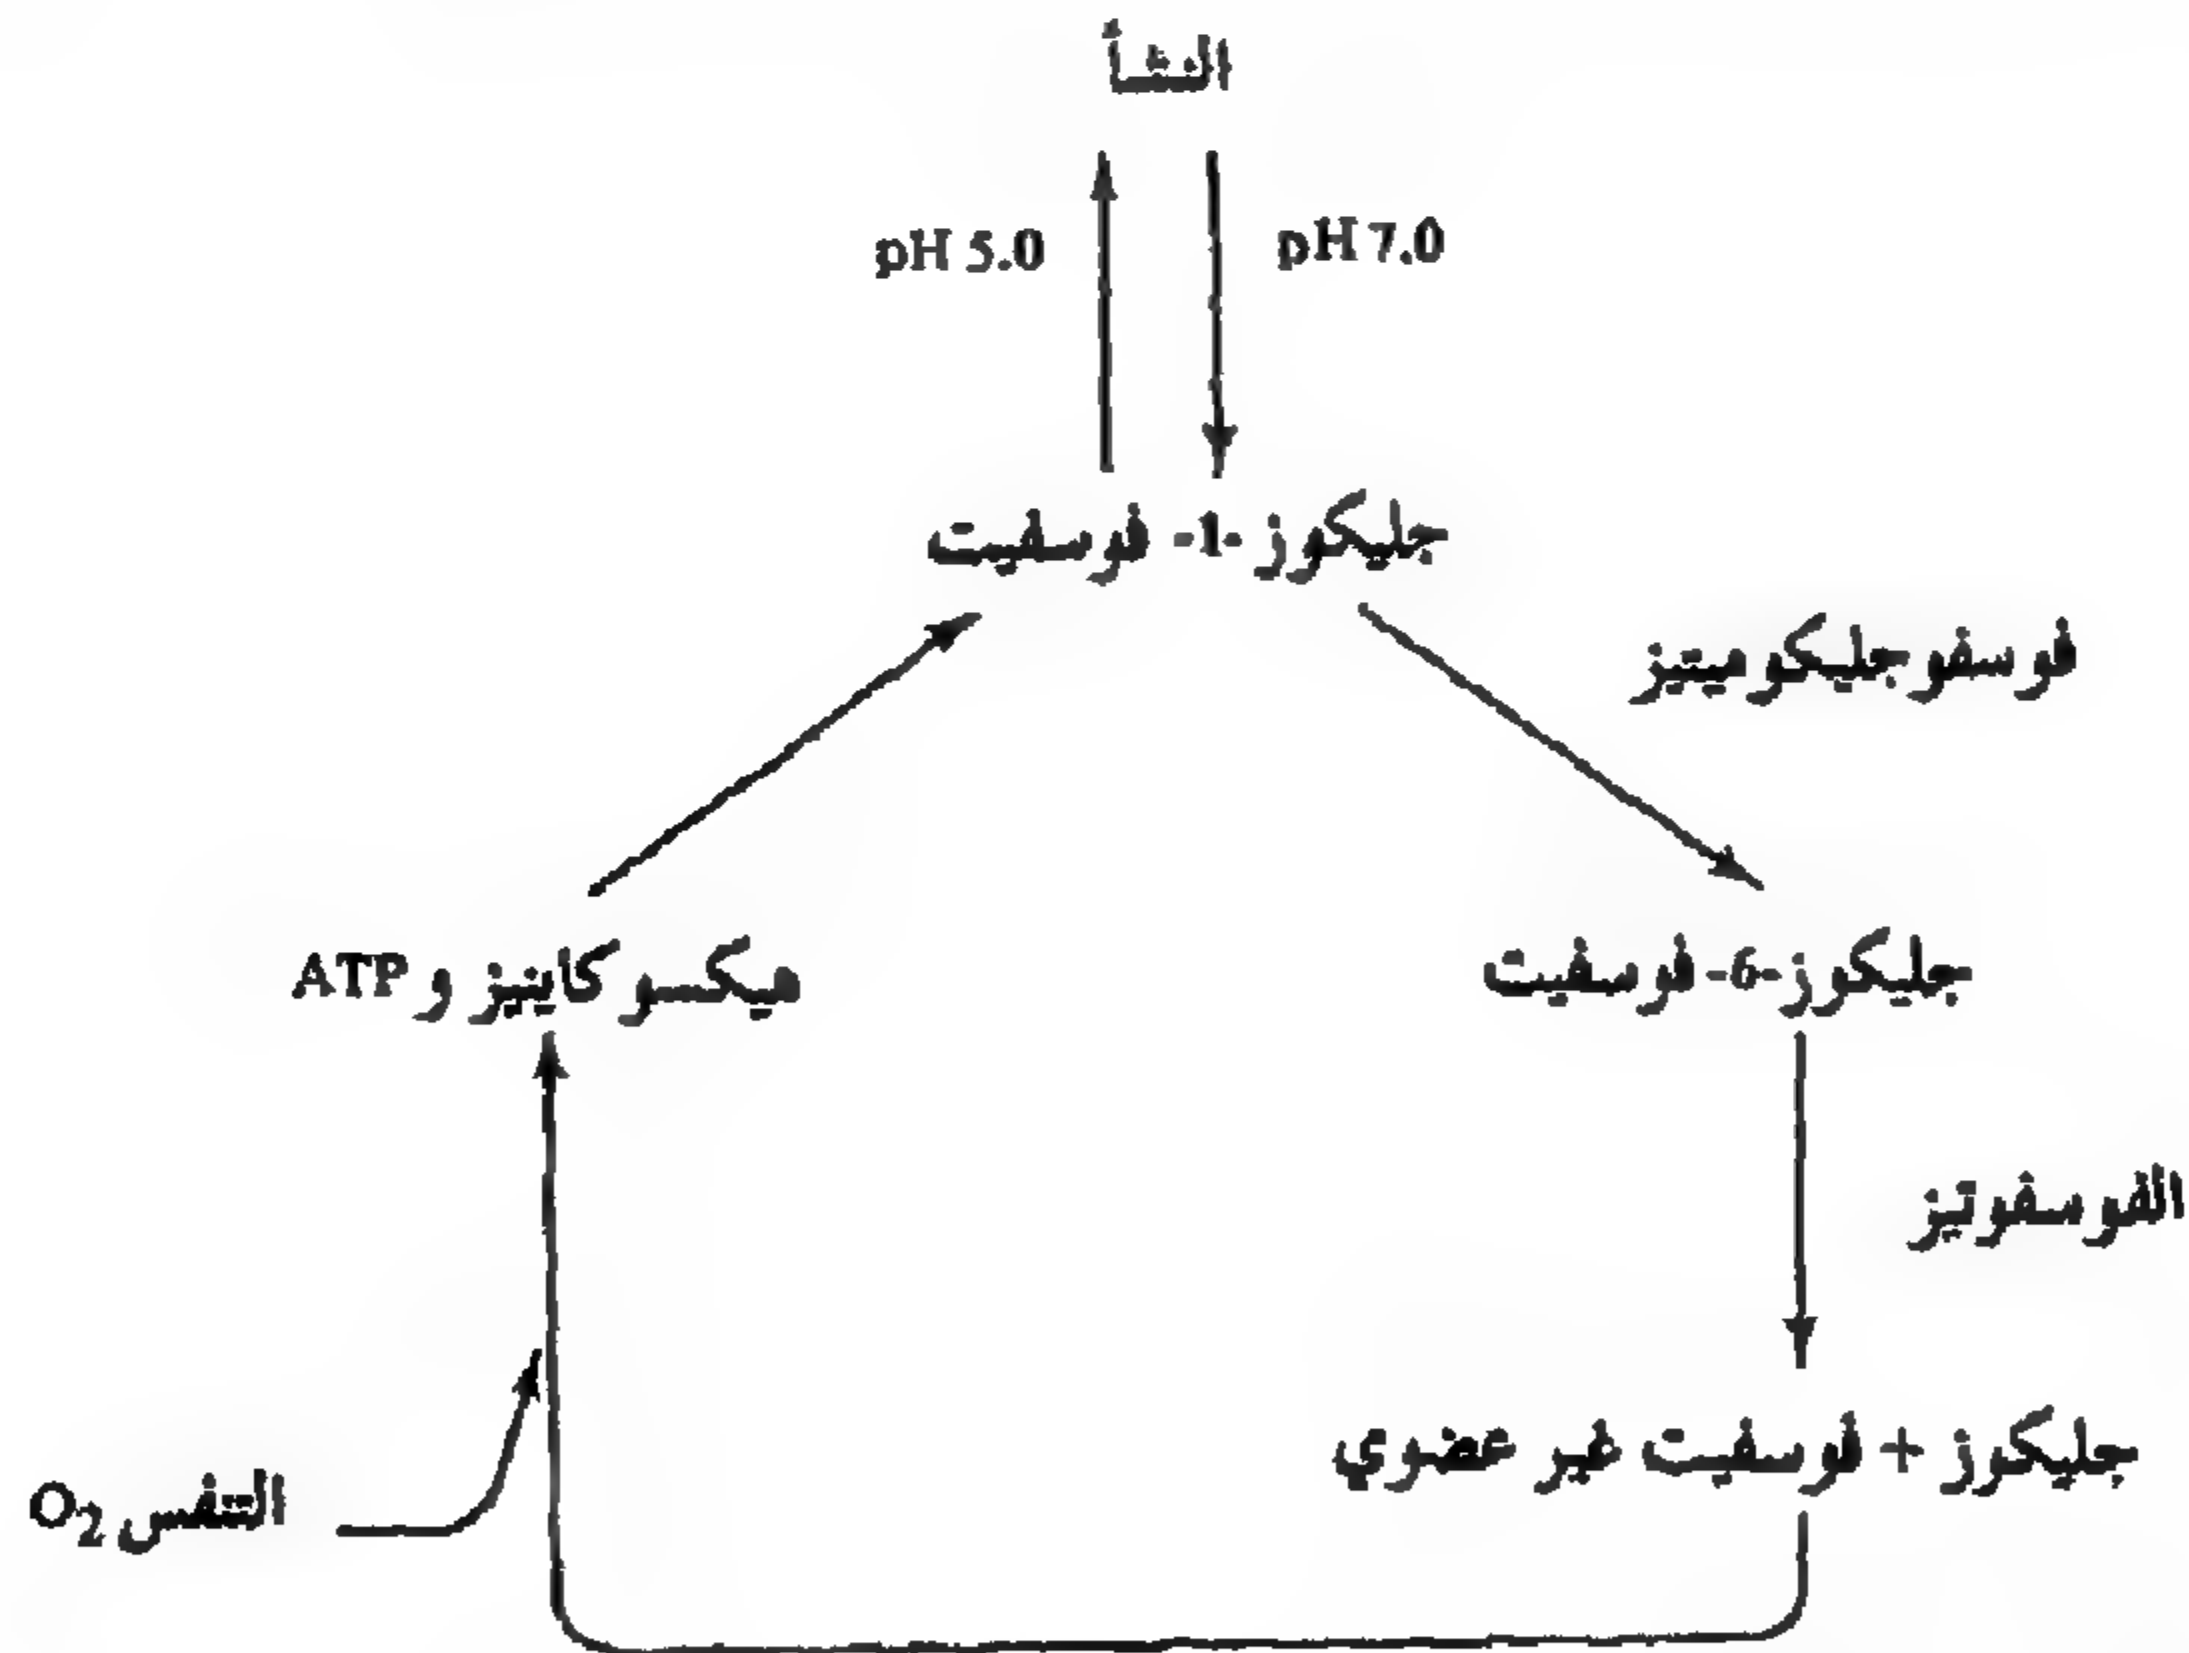 النشأ
pH 5.0
pH 7.0
جليكوز -1- فوسفيت
فوسفوجليكوميتيز
هيكسوكاينيز و ATP
جليكوز-6-فوسفيت
الفوسفوتيز
جليكوز + فوسفيت غير عضوي
التنفس O₂